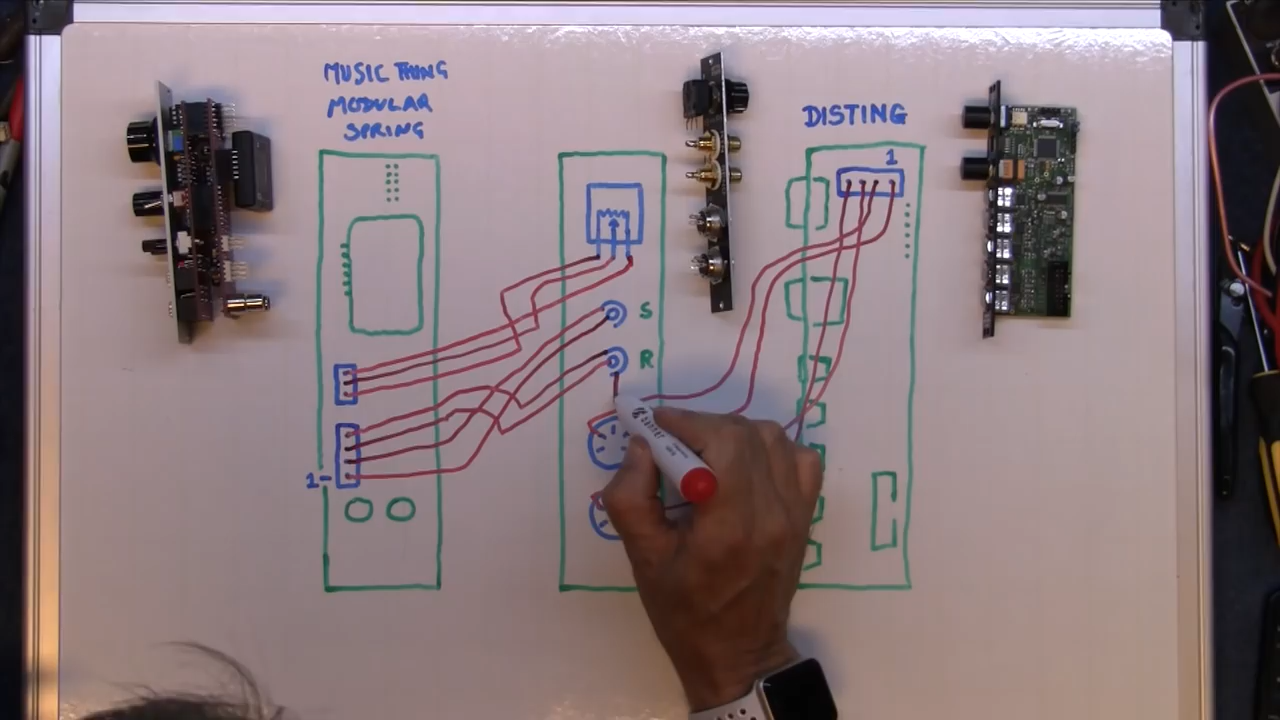 MUSIC THING
MODULAR
SPRING
DISTING
1
S
R
1-